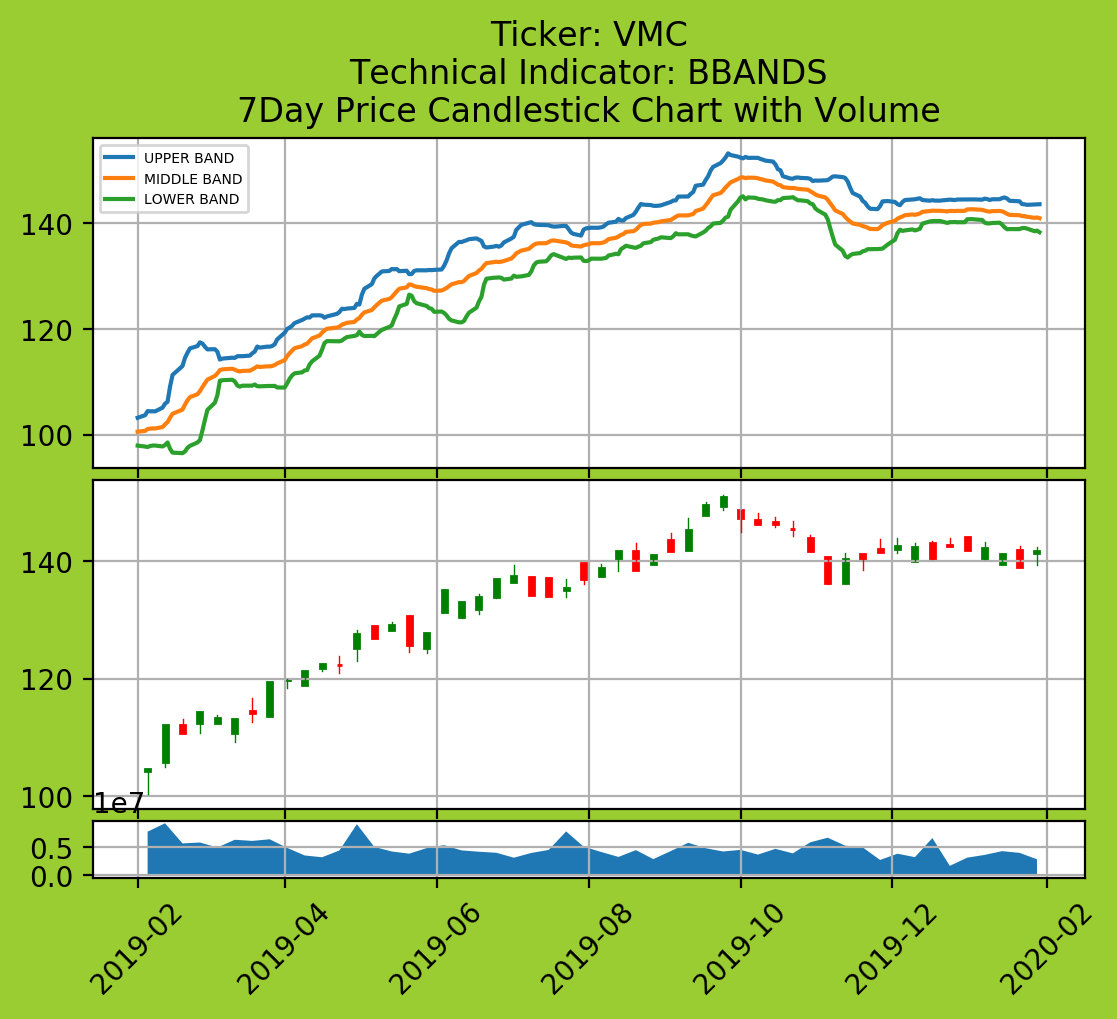 Ticker: VMC
Technical Indicator: BBANDS
7Day Price Candlestick Chart with Volume
UPPER BAND
MIDDLE BAND
LOWER BAND
140
120
100
140
120
100
1e7
0.5
0.0
2019-02
2019-04
2019-06
2019-08
2019-10
2019-12
2020-02